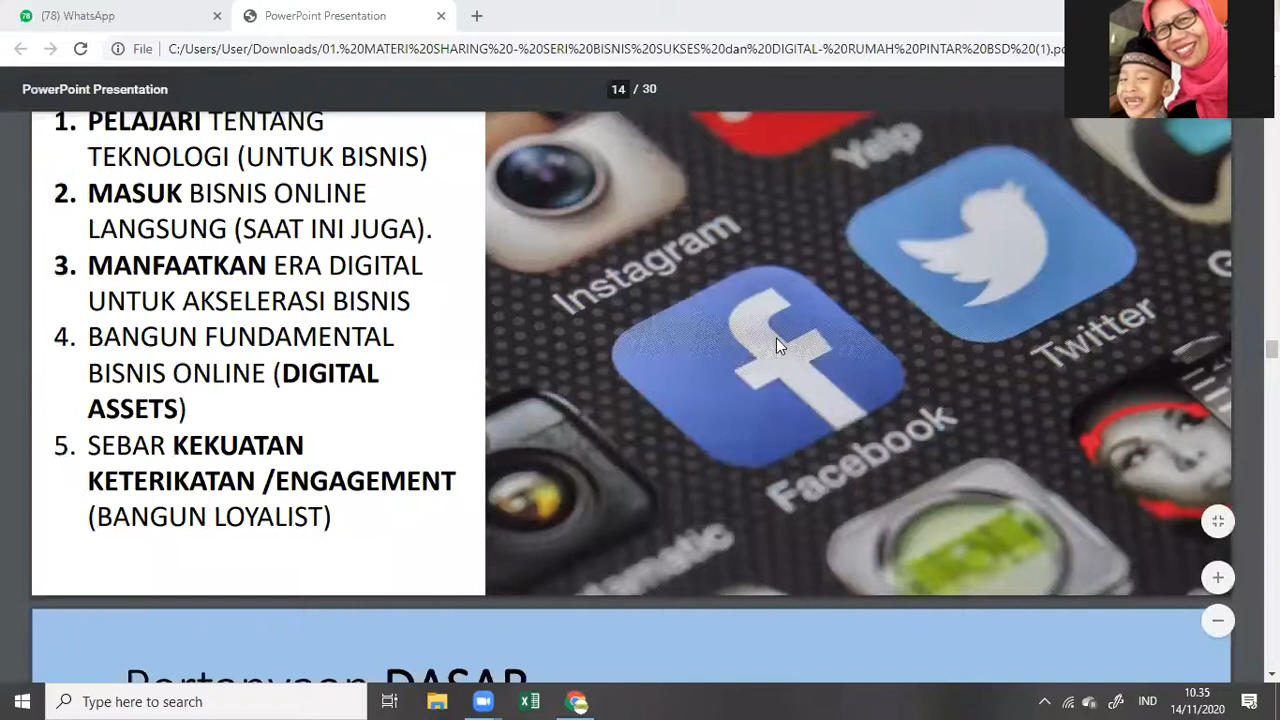 (78) WhatsApp
PowerPoint Presentation
File
C:/Users/User/Downloads/01.%20MATERI%20SHARING%20-%20SERI%20BISNIS%20SUKSES%20dan%20DIGITAL-%20RUMAH%20PINTAR%20BSD%20(1).p
PowerPoint Presentation
14 / 30
1. PELAJARI TENTANG
TEKNOLOGI (UNTUK BISNIS)
2. MASUK BISNIS ONLINE
LANGSUNG (SAAT INI JUGA).
3. MANFAATKAN ERA DIGITAL
UNTUK AKSELERASI BISNIS
4. BANGUN FUNDAMENTAL
BISNIS ONLINE (DIGITAL
ASSETS)
5. SEBAR KEKUATAN
KETERIKATAN /ENGAGEMENT
(BANGUN LOYALIST)
Yelp
Instagram
Twitter
Facebook
Pertanyaan DASAR
Type here to search
IND
10.35
14/11/2020